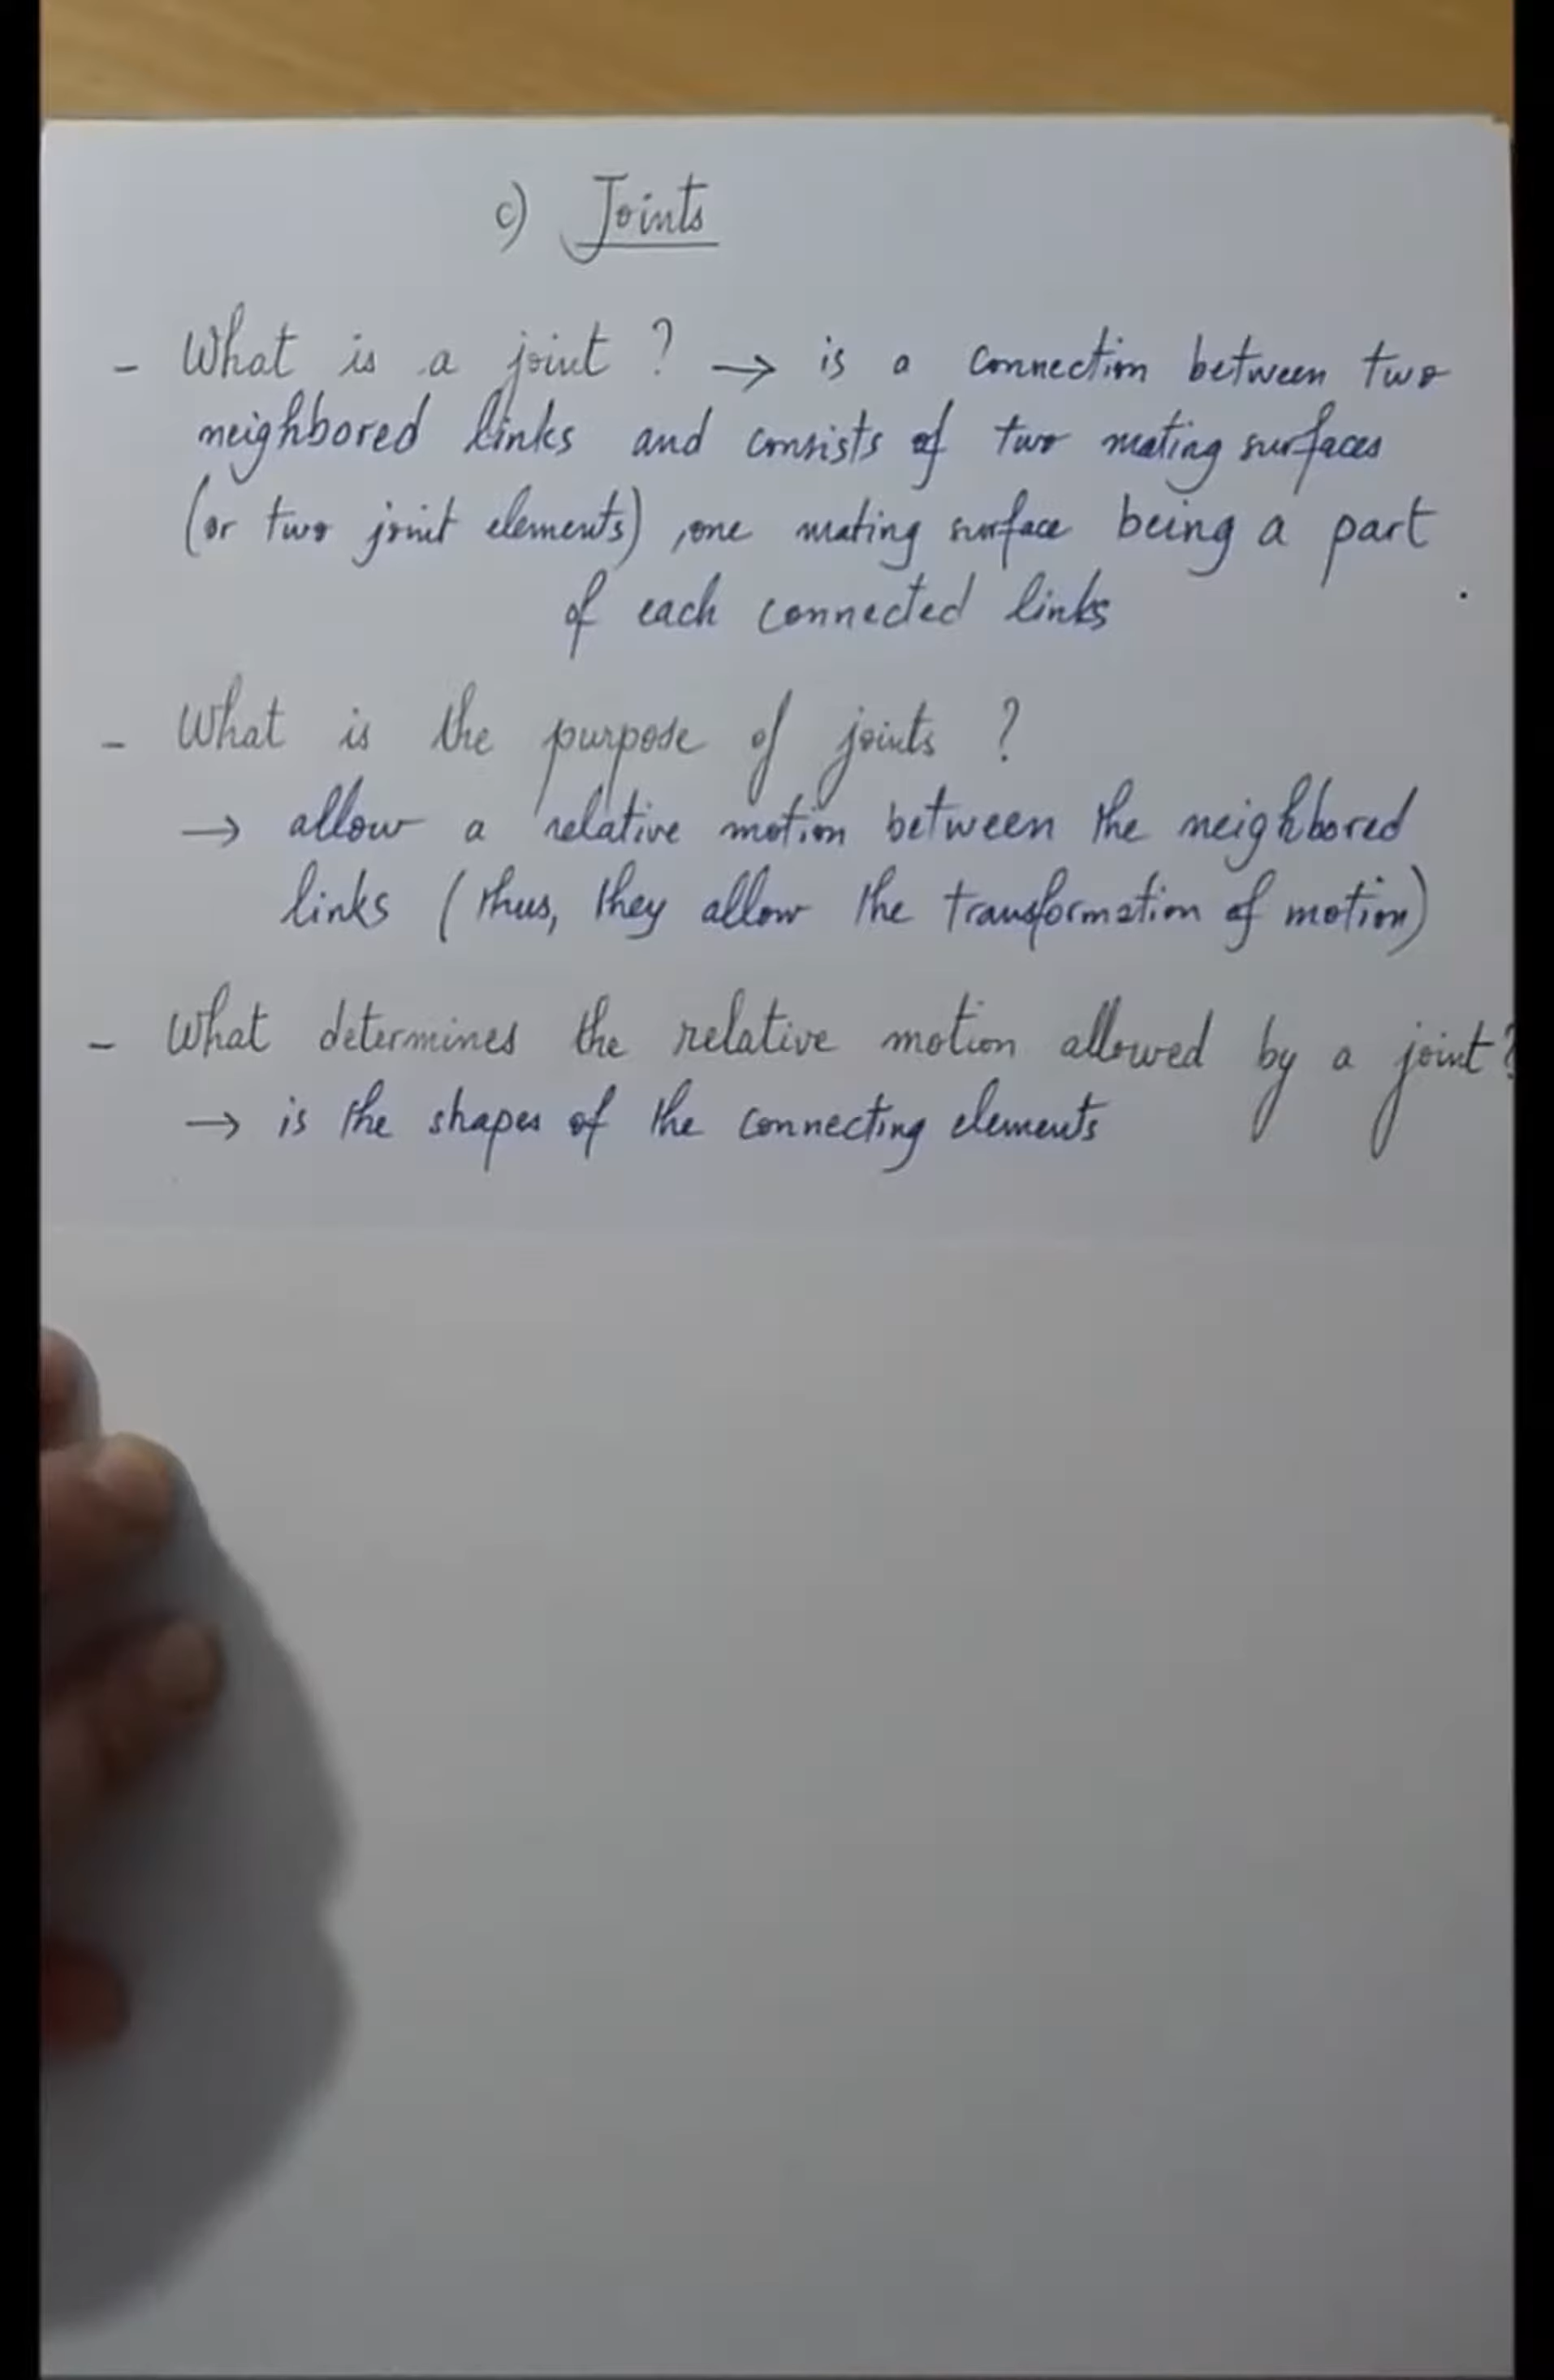 c) Joints
- What is a joint ? → is a connection between two
neighbored links and consists of two mating surfaces
(or two joint elements) , one mating surface being a part
of each connected links
- What is the purpose of joints ?
→ allow a relative motion between the neighbored
links ( thus, they allow the transformation of motion)
- What determines the relative motion allowed by a joint?
→ is the shapes of the connecting elements